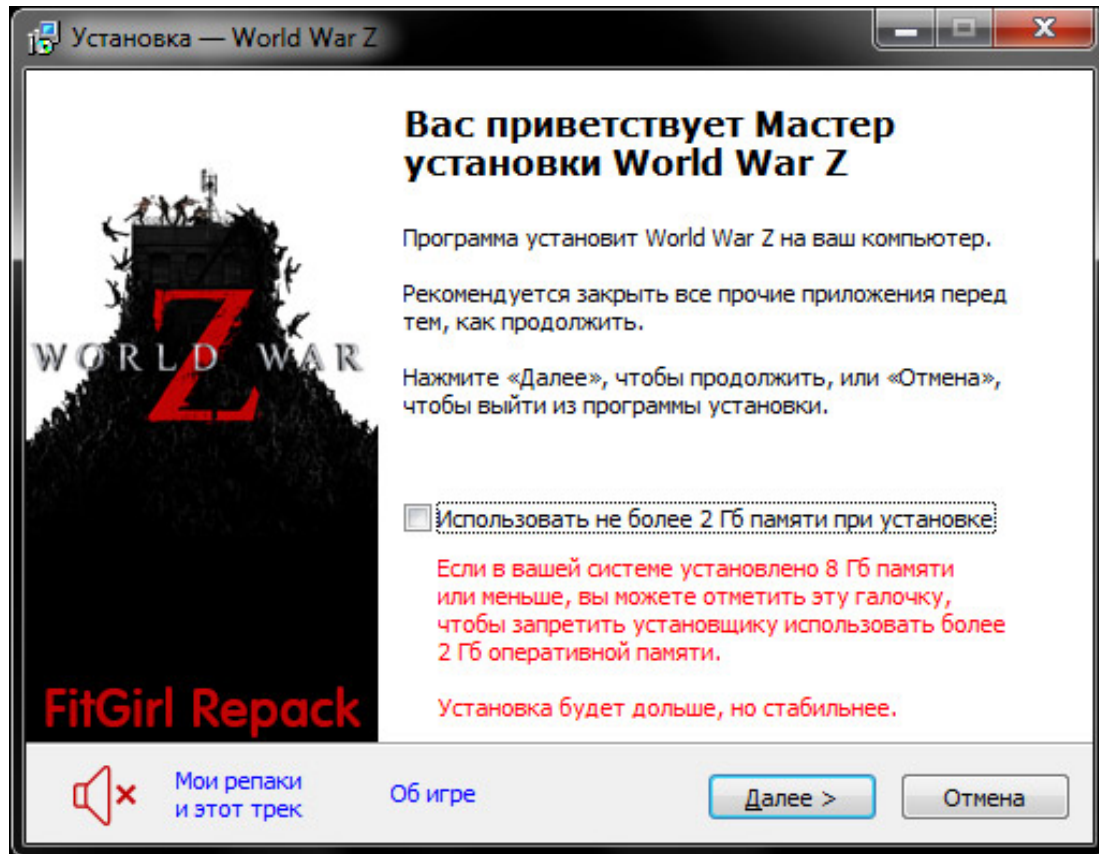 Установка — World War Z
Вас приветствует Мастер
установки World War Z
Программа установит World War Z на ваш компьютер.
Рекомендуется закрыть все прочие приложения перед
тем, как продолжить.
Нажмите «Далее», чтобы продолжить, или «Отмена»,
чтобы выйти из программы установки.
WORLD WAR
Z
Использовать не более 2 Гб памяти при установке
Если в вашей системе установлено 8 Гб памяти
или меньше, вы можете отметить эту галочку,
чтобы запретить установщику использовать более
2 Гб оперативной памяти.
Установка будет дольше, но стабильнее.
FitGirl Repack
Мои репаки
и этот трек
Об игре
Далее >
Отмена